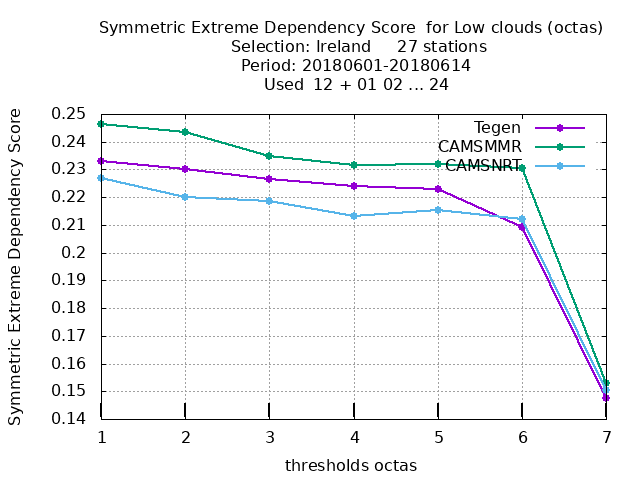 Symmetric Extreme Dependency Score  for Low clouds (octas)
Selection: Ireland     27 stations
Period: 20180601-20180614
Used  12 + 01 02 ... 24
Symmetric Extreme Dependency Score
0.25
0.24
0.23
0.22
0.21
0.2
0.19
0.18
0.17
0.16
0.15
0.14
Tegen
CAMSMMR
CAMSNRT
1 2 3 4 5 6 7
thresholds octas